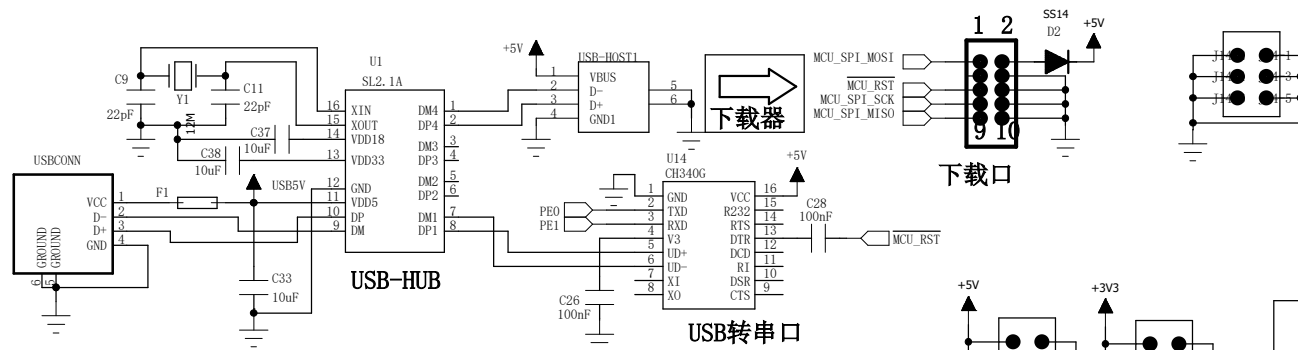 U1
SL2.1A
C9
22pF
Y1
12M
C11
22pF
C37
10uF
C38
10uF
16 XIN
15 XOUT
14 VDD18
13 VDD33
12 GND
11 VDD5
10 DP
9 DM
DM4 1
DP4 2
DM3 3
DP3 4
DM2 5
DP2 6
DM1 7
DP1 8
USB-HUB
USBCONN
VCC 1
D- 2
D+ 3
GND 4
GROUND 6
GROUND 5
F1
USB5V
C33
10uF
+5V
USB-HOST1
1 VBUS
2 D-
3 D+
4 GND1
5
6
下载器
U14
CH340G
1 GND
2 TXD
3 RXD
4 V3
5 UD+
6 UD-
7 XI
8 XO
VCC 16
R232 15
RTS 14
DTR 13
DCD 12
RI 11
DSR 10
CTS 9
PE0
PE1
C26
100nF
+5V
C28
100nF
MCU_RST
USB转串口
MCU_SPI_MOSI
MCU_RST
MCU_SPI_SCK
MCU_SPI_MISO
1 2
9 10
SS14
D2
+5V
下载口
+5V
+3V3